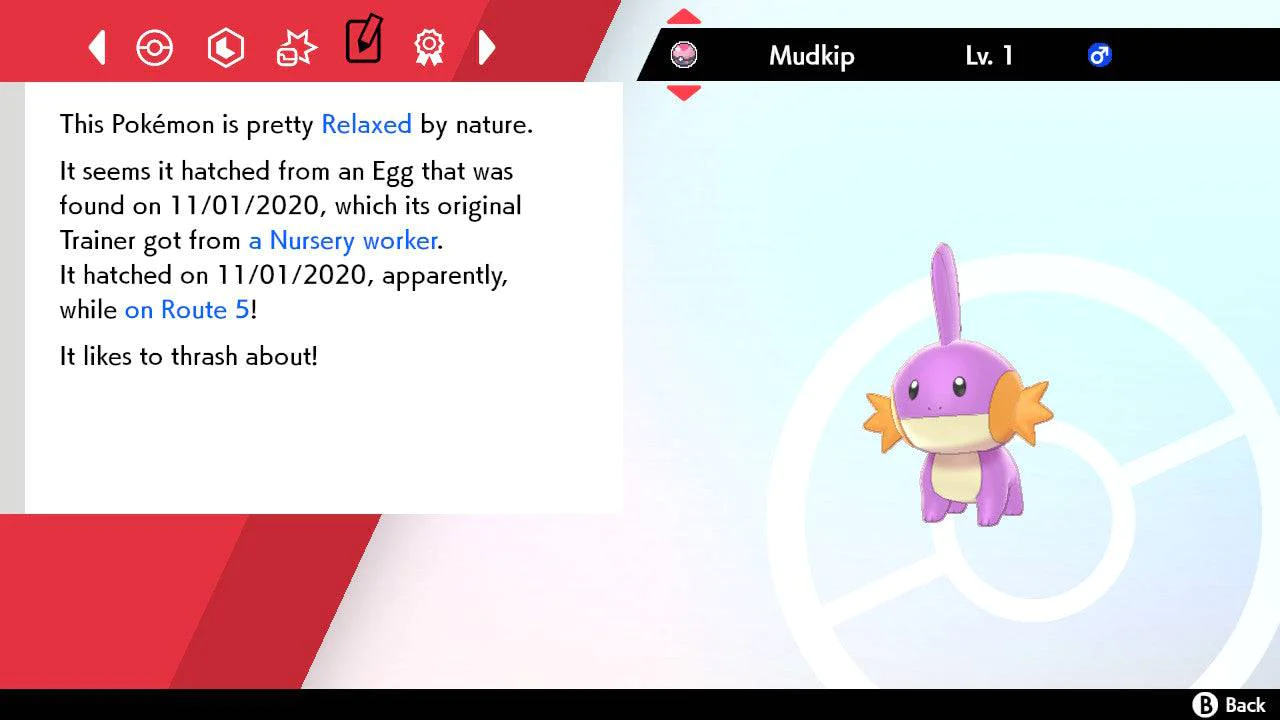 Mudkip Lv. 1 ♂
This Pokémon is pretty Relaxed by nature.
It seems it hatched from an Egg that was
found on 11/01/2020, which its original
Trainer got from a Nursery worker.
It hatched on 11/01/2020, apparently,
while on Route 5!
It likes to thrash about!
B Back